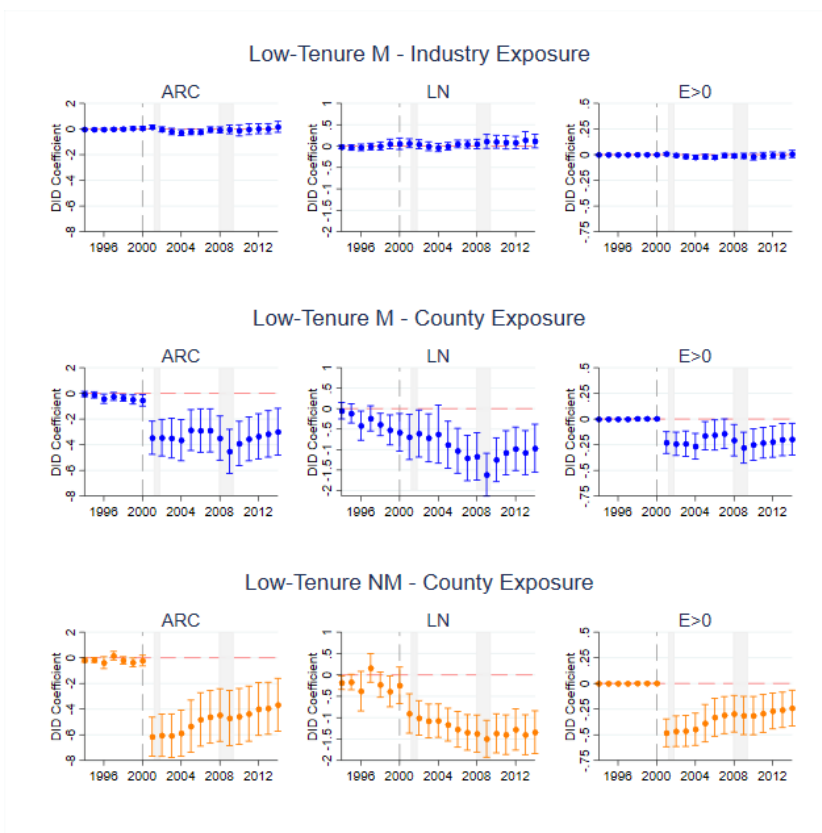 Low-Tenure M - Industry Exposure
ARC LN E>0
DID Coefficient DID Coefficient DID Coefficient
2 0 -2 -4 -6 -8
1 .5 0 -.5 -1 -1.5 -2
.5 .25 0 -.25 -.5 -.75
1996 2000 2004 2008 2012 1996 2000 2004 2008 2012 1996 2000 2004 2008 2012
Low-Tenure M - County Exposure
ARC LN E>0
DID Coefficient DID Coefficient DID Coefficient
2 0 -2 -4 -6 -8
1 .5 0 -.5 -1 -1.5 -2
.5 .25 0 -.25 -.5 -.75
1996 2000 2004 2008 2012 1996 2000 2004 2008 2012 1996 2000 2004 2008 2012
Low-Tenure NM - County Exposure
ARC LN E>0
DID Coefficient DID Coefficient DID Coefficient
2 0 -2 -4 -6 -8
1 .5 0 -.5 -1 -1.5 -2
.5 .25 0 -.25 -.5 -.75
1996 2000 2004 2008 2012 1996 2000 2004 2008 2012 1996 2000 2004 2008 2012